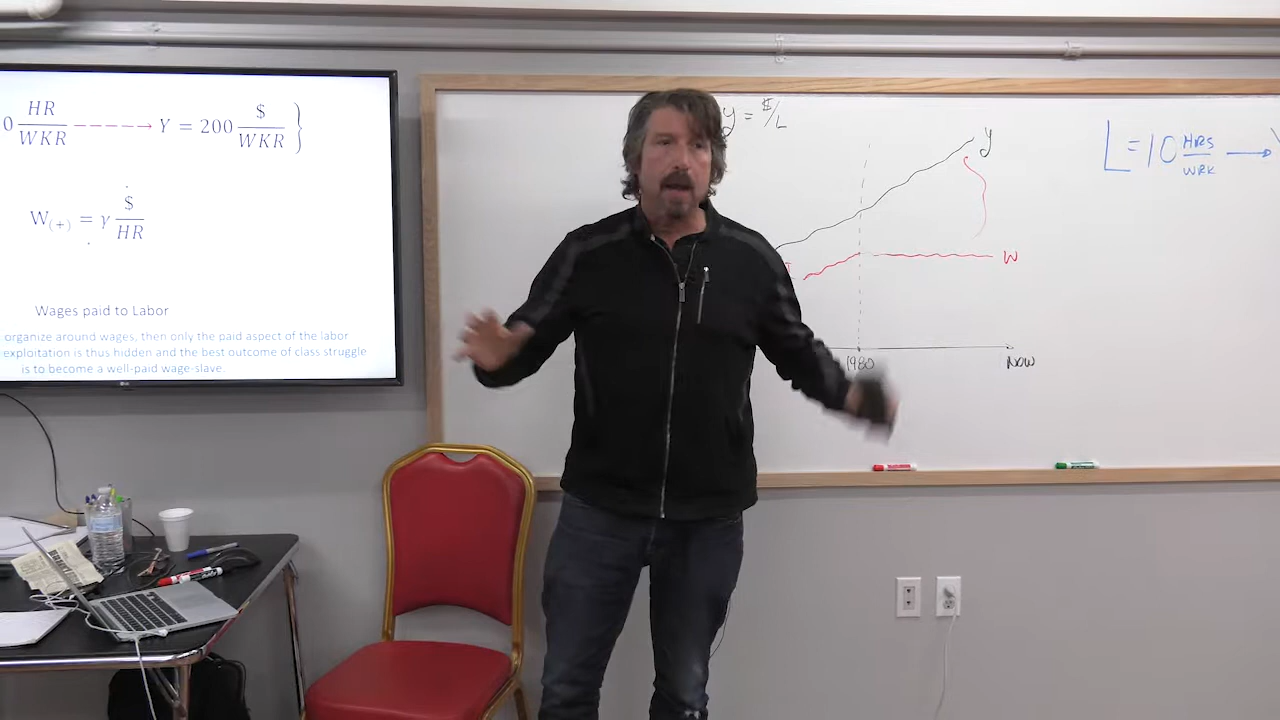 0 HR/WKR → Y = 200 $/WKR }
W(+) = γ $/HR
Wages paid to Labor
organize around wages, then only the paid aspect of the labor
exploitation is thus hidden and the best outcome of class struggle
is to become a well-paid wage-slave.
LG
y = $/L
y
W
1980
NOW
L = 10 HRS/WRK →